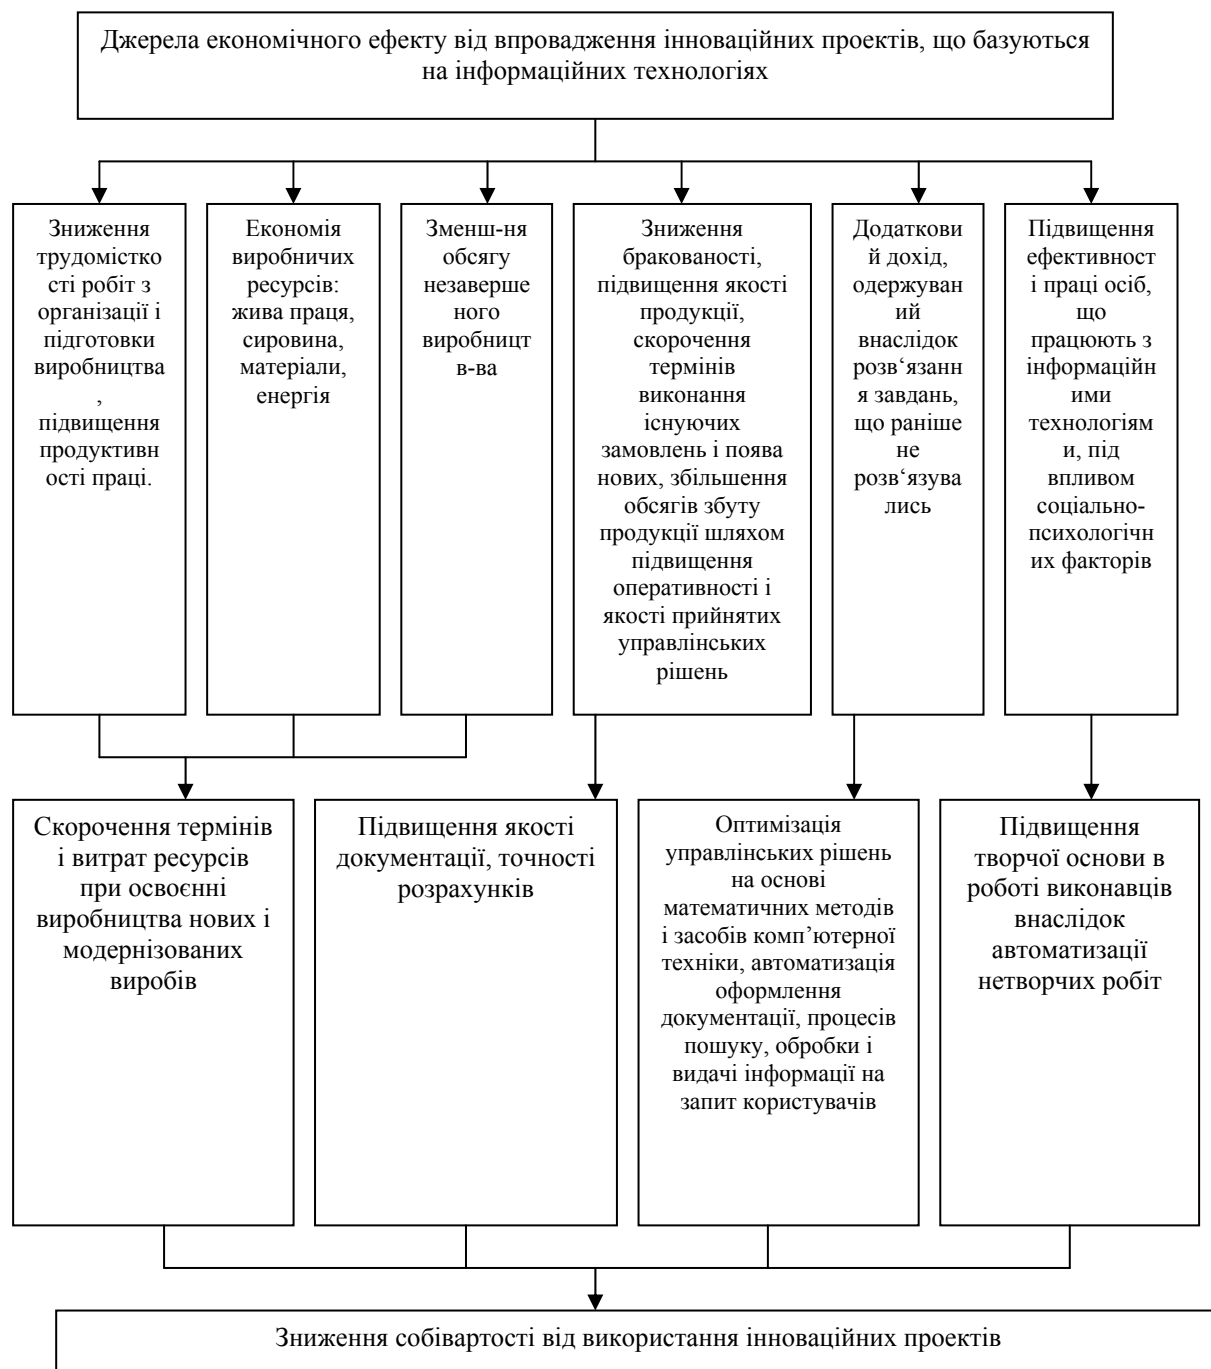 Джерела економічного ефекту від впровадження інноваційних проектів, що базуються
на інформаційних технологіях
Зниження
трудомістко
сті робіт з
організації і
підготовки
виробництва
,
підвищення
продуктивн
ості праці.
Економія
виробничих
ресурсів:
жива праця,
сировина,
матеріали,
енергія
Зменш-ня
обсягу
незаверше
ного
виробницт
в-ва
Зниження
бракованості,
підвищення якості
продукції,
скорочення
термінів
виконання
існуючих
замовлень і поява
нових, збільшення
обсягів збуту
продукції шляхом
підвищення
оперативності і
якості прийнятих
управлінських
рішень
Додаткови
й дохід,
одержуван
ий
внаслідок
розв‘язанн
я завдань,
що раніше
не
розв‘язува
лись
Підвищення
ефективност
і праці осіб,
що
працюють з
інформаційн
ими
технологіям
и, під
впливом
соціально-
психологічн
их факторів
Скорочення термінів
і витрат ресурсів
при освоєнні
виробництва нових і
модернізованих
виробів
Підвищення якості
документації, точності
розрахунків
Оптимізація
управлінських рішень
на основі
математичних методів
і засобів комп’ютерної
техніки, автоматизація
оформлення
документації, процесів
пошуку, обробки і
видачі інформації на
запит користувачів
Підвищення
творчої основи в
роботі виконавців
внаслідок
автоматизації
нетворчих робіт
Зниження собівартості від використання інноваційних проектів